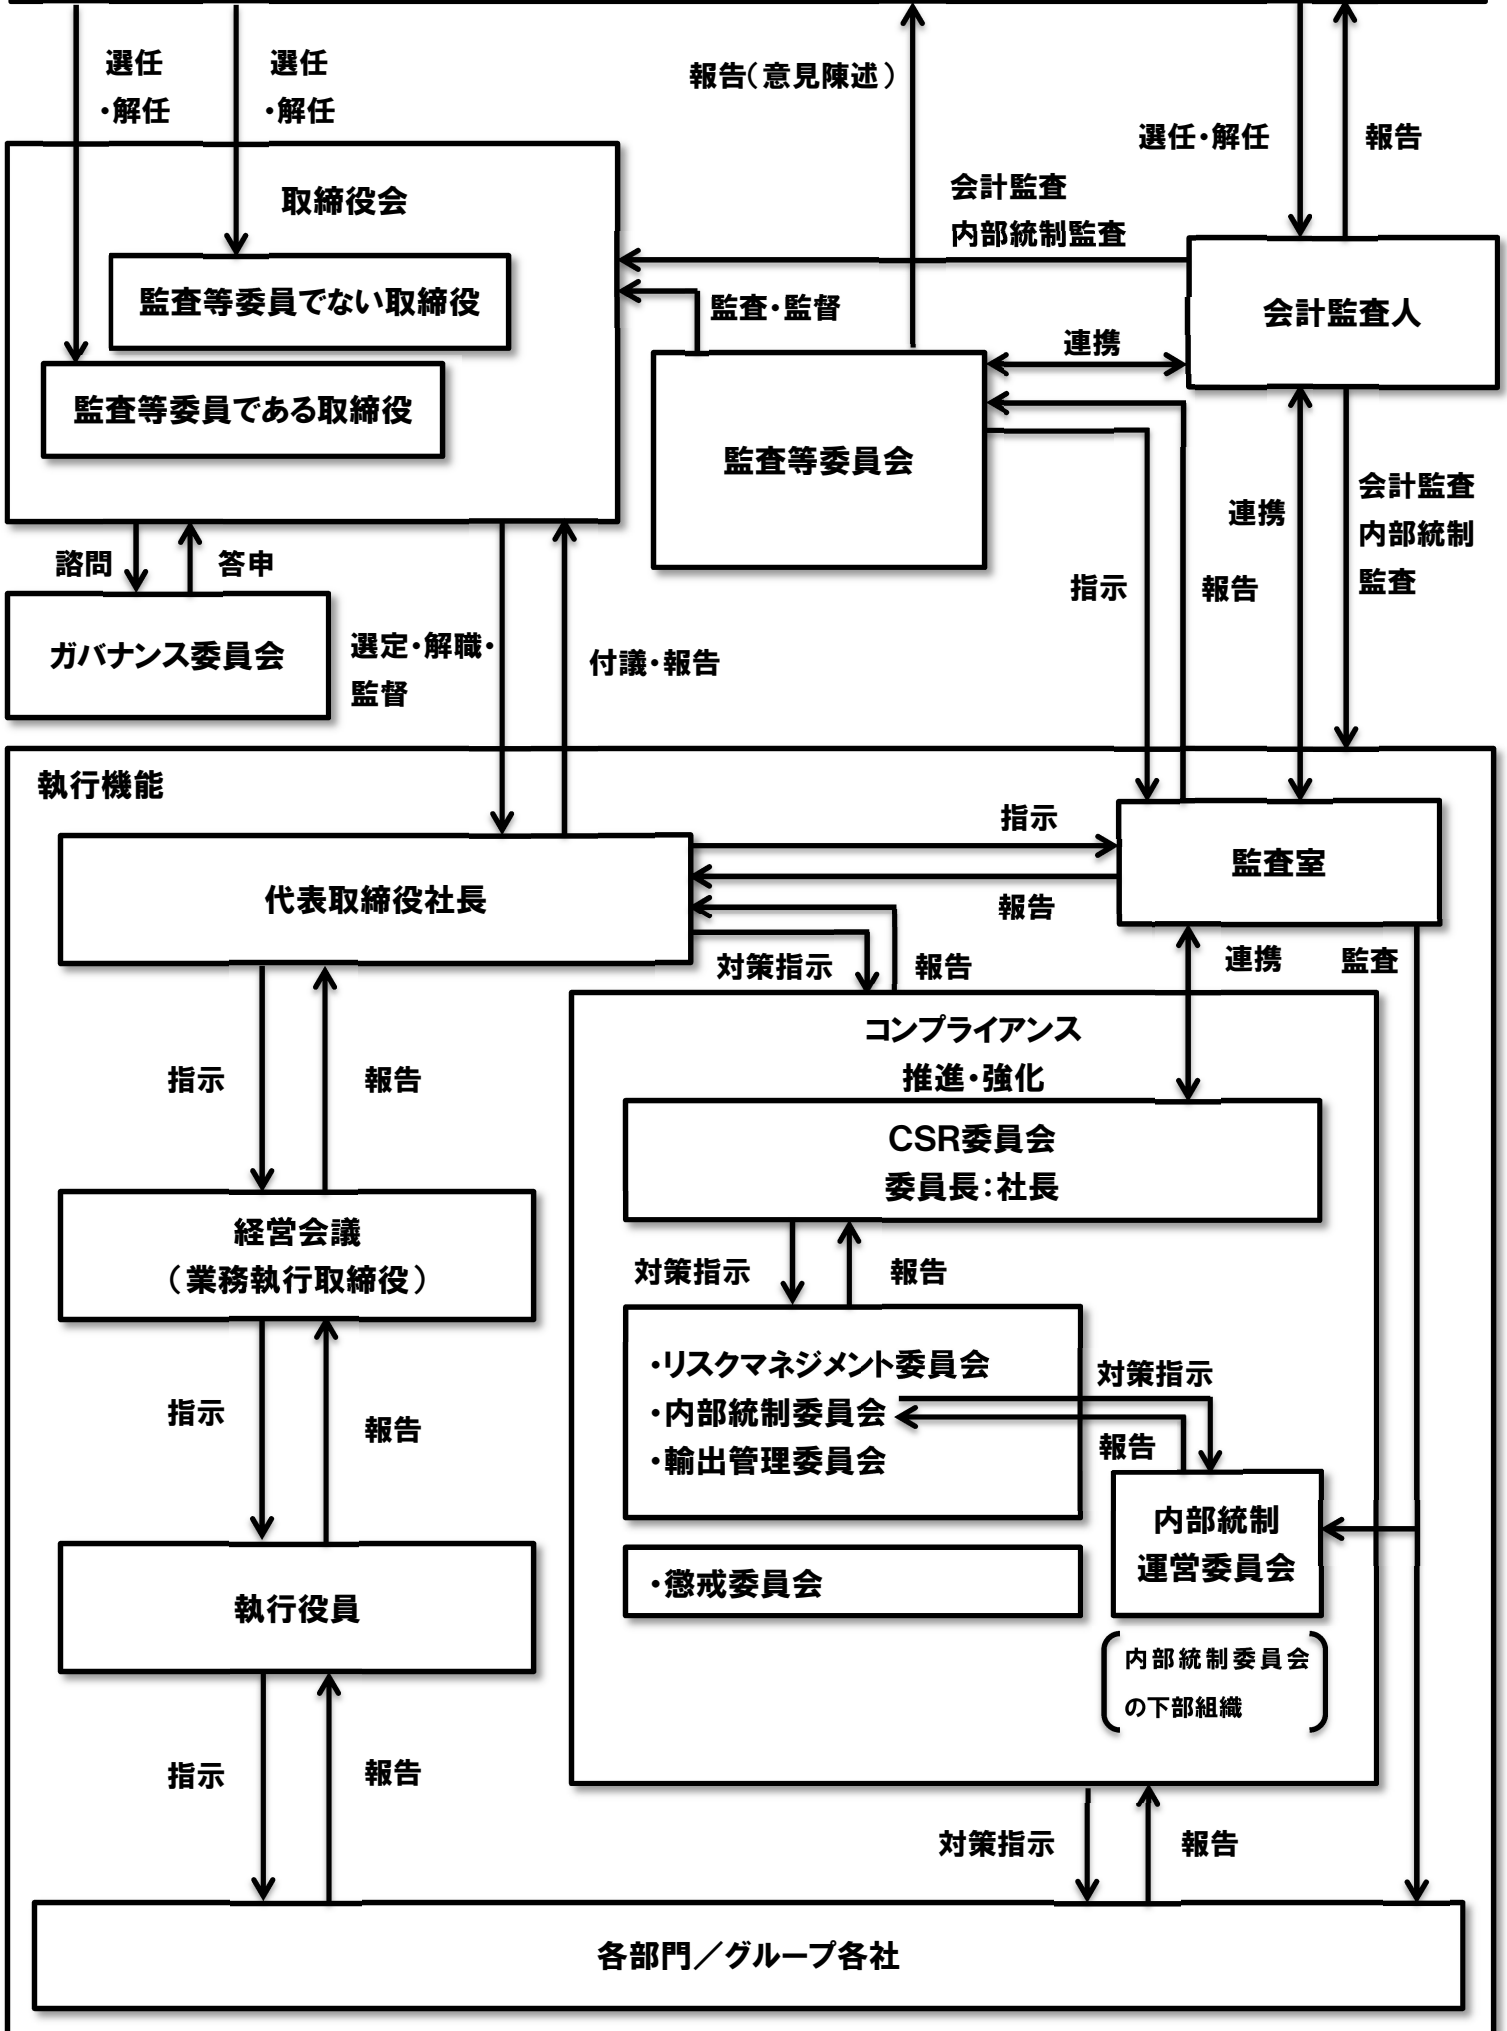 選任
・解任
選任
・解任
報告(意見陳述)
選任・解任
報告
取締役会
会計監査
内部統制監査
監査等委員でない取締役
監査・監督
会計監査人
連携
監査等委員である取締役
監査等委員会
連携
会計監査
内部統制
監査
諮問
答申
指示
報告
ガバナンス委員会
選定・解職・
監督
付議・報告
執行機能
指示
監査室
代表取締役社長
報告
対策指示
報告
連携
監査
コンプライアンス
推進・強化
指示
報告
CSR委員会
委員長:社長
経営会議
(業務執行取締役)
対策指示
報告
・リスクマネジメント委員会
・内部統制委員会
・輸出管理委員会
対策指示
報告
指示
報告
内部統制
運営委員会
・懲戒委員会
執行役員
内部統制委員会
の下部組織
指示
報告
対策指示
報告
各部門/グループ各社